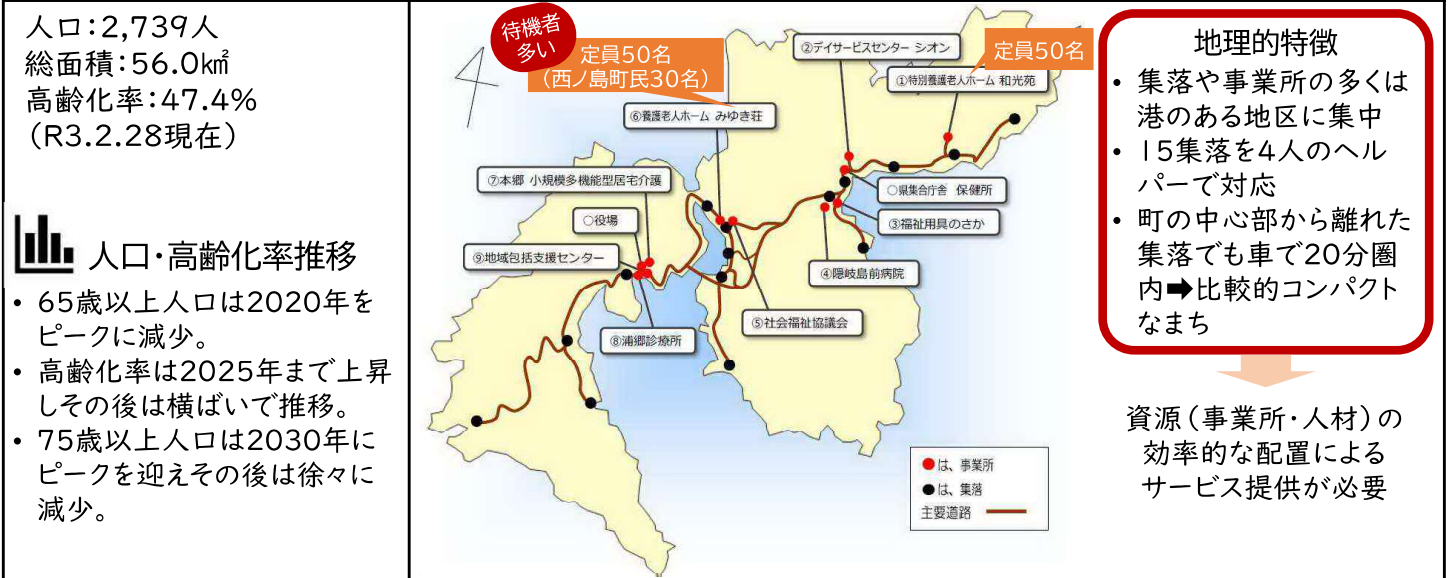 人口:2,739人
総面積:56.0㎢
高齢化率:47.4%
(R3.2.28現在)
人口・高齢化率推移
• 65歳以上人口は2020年を
ピークに減少。
• 高齢化率は2025年まで上昇
しその後は横ばいで推移。
• 75歳以上人口は2030年に
ピークを迎えその後は徐々に
減少。
待機者
多い
定員50名
(西ノ島町民30名)
②デイサービスセンター シオン
定員50名
①特別養護老人ホーム 和光苑
⑥養護老人ホーム みゆき荘
⑦本郷 小規模多機能型居宅介護
○県集合庁舎 保健所
○役場
③福祉用具のさか
⑨地域包括支援センター
④隠岐島前病院
⑤社会福祉協議会
⑧浦郷診療所
●は、事業所
●は、集落
主要道路
地理的特徴
• 集落や事業所の多くは
港のある地区に集中
• 15集落を4人のヘル
パーで対応
• 町の中心部から離れた
集落でも車で20分圏
内➡比較的コンパクト
なまち
資源(事業所・人材)の
効率的な配置による
サービス提供が必要